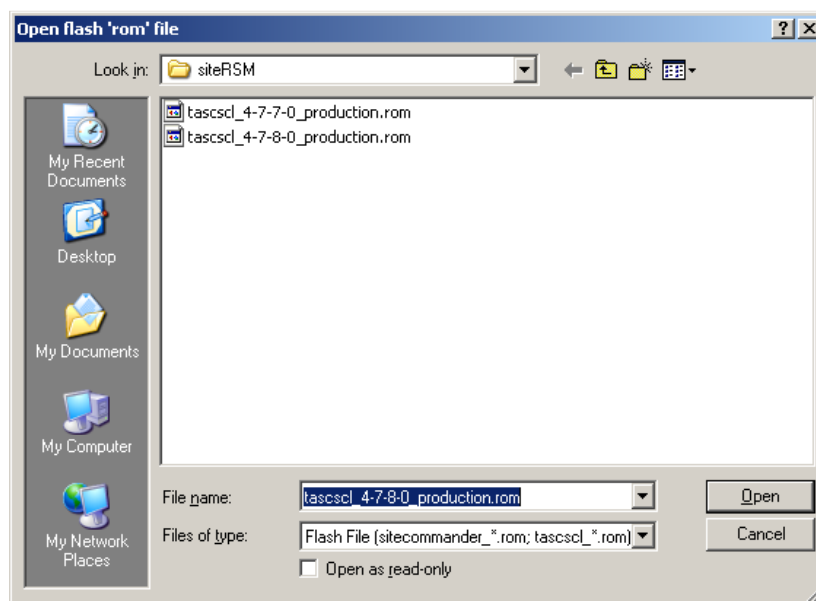 Open flash 'rom' file
Look in:
siteRSM
tascscl_4-7-7-0_production.rom
tascscl_4-7-8-0_production.rom
My Recent
Documents
Desktop
My Documents
My Computer
My Network
Places
File name:
tascscl_4-7-8-0_production.rom
Open
Files of type:
Flash File (sitecommander_*.rom; tascscl_*.rom)
Cancel
Open as read-only